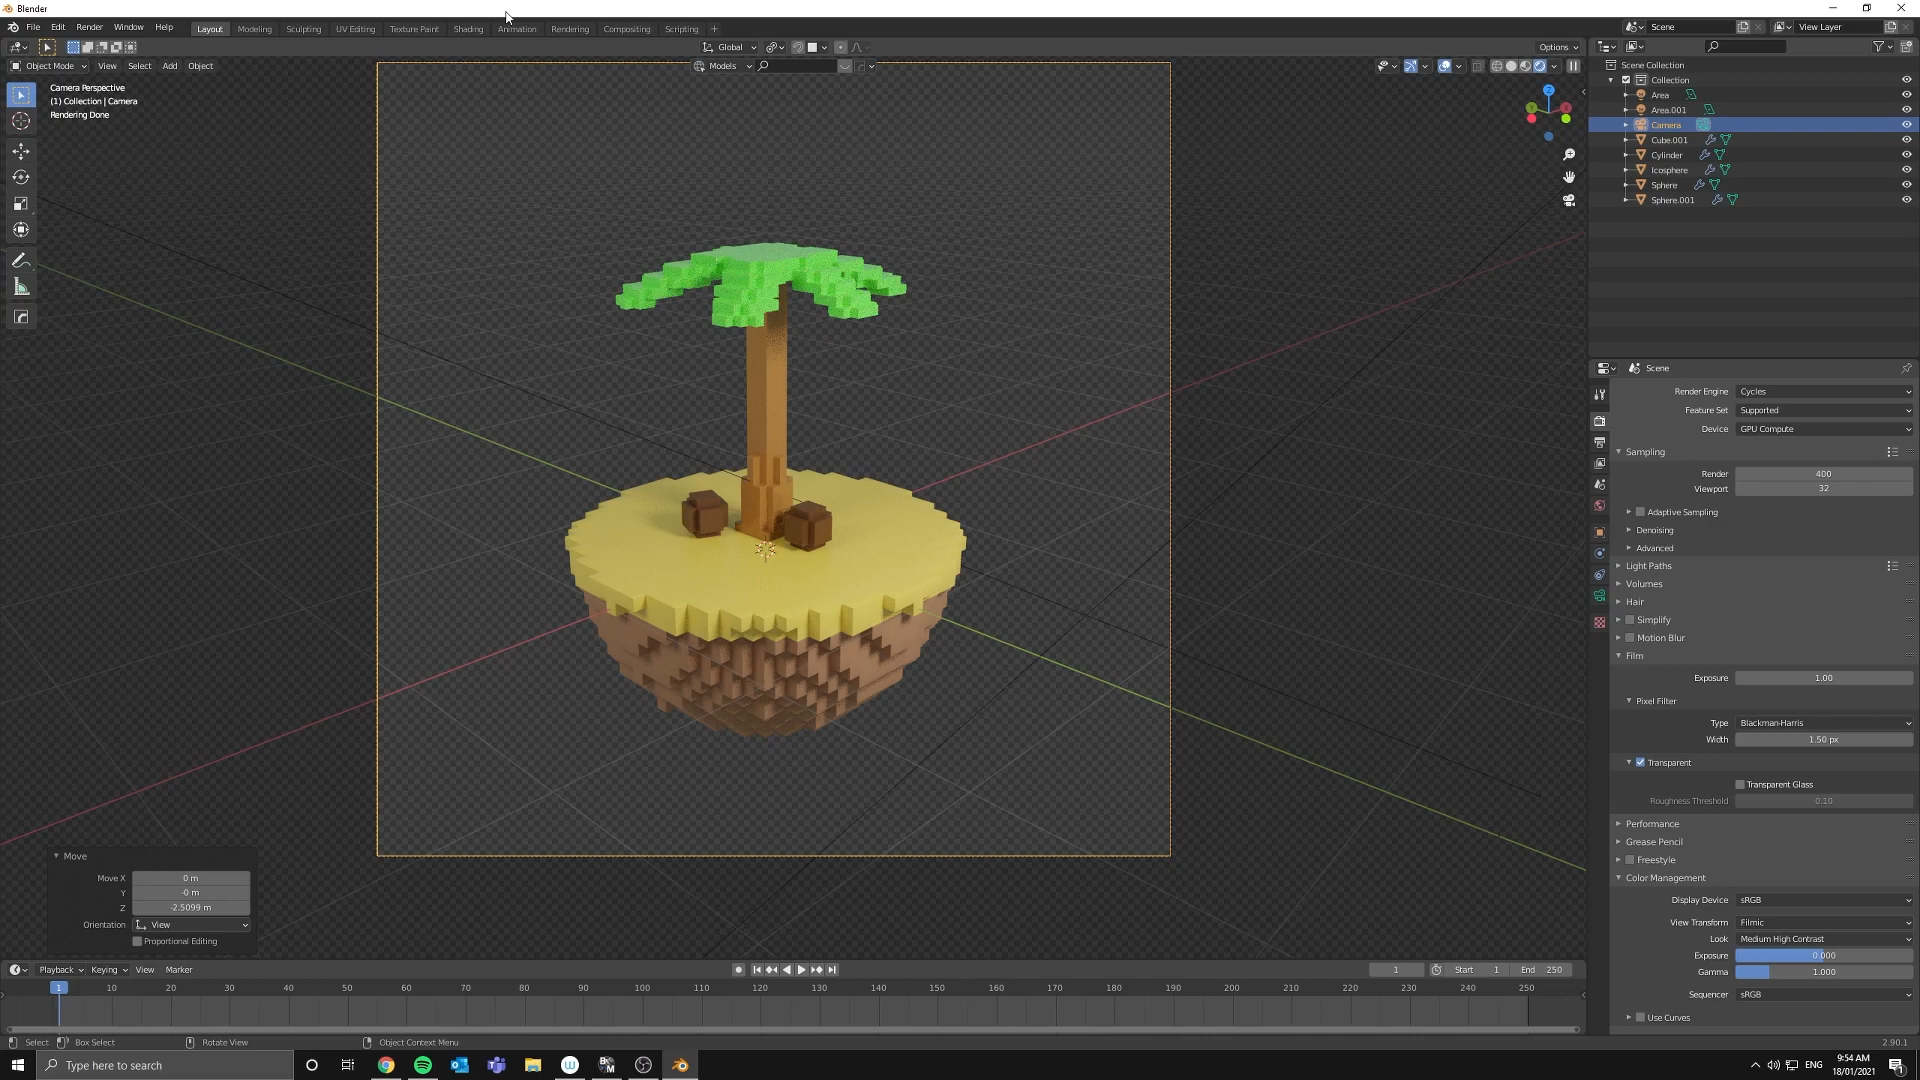 Blender
File Edit Render Window Help
Layout Modeling Sculpting UV Editing Texture Paint Shading Animation Rendering Compositing Scripting +
Scene
View Layer
Global
Options
Object Mode View Select Add Object
Models
Camera Perspective
(1) Collection | Camera
Rendering Done
Z
Y
X
Scene Collection
Collection
Area
Area.001
Camera
Cube.001
Cylinder
Icosphere
Sphere
Sphere.001
Scene
Render Engine Cycles
Feature Set Supported
Device GPU Compute
Sampling
Render 400
Viewport 32
Adaptive Sampling
Denoising
Advanced
Light Paths
Volumes
Hair
Simplify
Motion Blur
Film
Exposure 1.00
Pixel Filter
Type Blackman-Harris
Width 1.50 px
Transparent
Transparent Glass
Roughness Threshold 0.10
Performance
Grease Pencil
Freestyle
Color Management
Display Device sRGB
View Transform Filmic
Look Medium High Contrast
Exposure 0.000
Gamma 1.000
Sequencer sRGB
Use Curves
Move
Move X 0 m
Y -0 m
Z -2.5099 m
Orientation View
Proportional Editing
Playback Keying View Marker
1 Start 1 End 250
1 10 20 30 40 50 60 70 80 90 100 110 120 130 140 150 160 170 180 190 200 210 220 230 240 250
Select Box Select Rotate View Object Context Menu 2.90.1
Type here to search
ENG
9:54 AM
18/01/2021